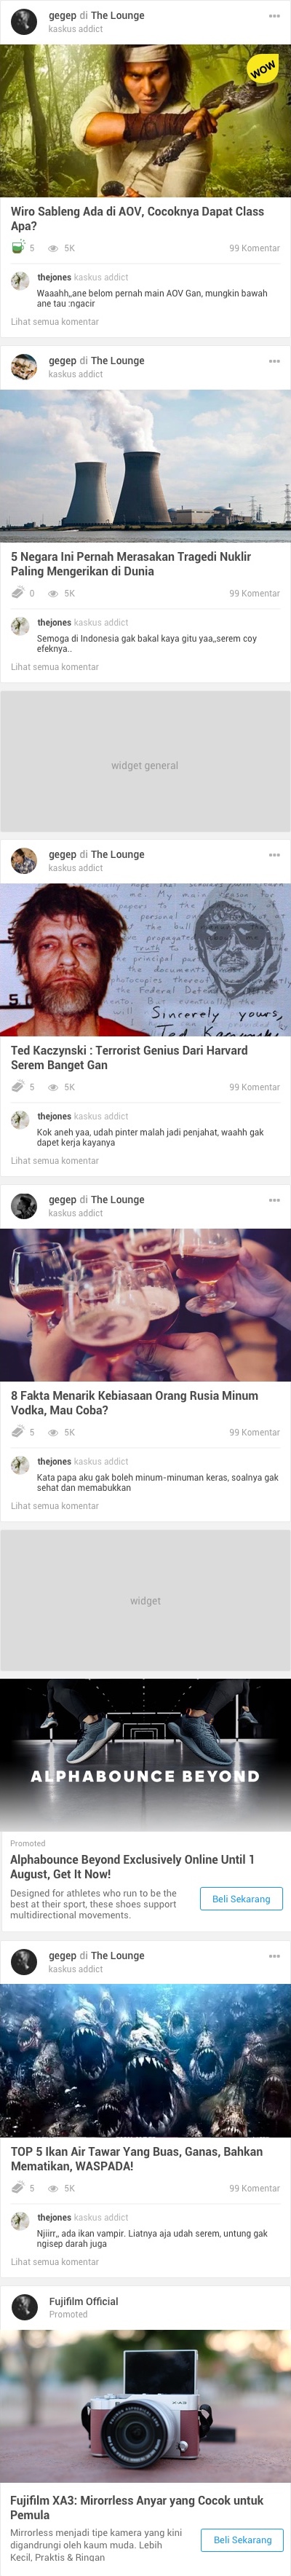 gegep di The Lounge
kaskus addict
WOW
Wiro Sableng Ada di AOV, Cocoknya Dapat Class
Apa?
5 5K 99 Komentar
thejones kaskus addict
Waaahh,,ane belom pernah main AOV Gan, mungkin bawah
ane tau :ngacir
Lihat semua komentar
gegep di The Lounge
kaskus addict
5 Negara Ini Pernah Merasakan Tragedi Nuklir
Paling Mengerikan di Dunia
0 5K 99 Komentar
thejones kaskus addict
Semoga di Indonesia gak bakal kaya gitu yaa,,serem coy
efeknya..
Lihat semua komentar
widget general
gegep di The Lounge
kaskus addict
Sincerely yours,
Ted Kaczynski : Terrorist Genius Dari Harvard
Serem Banget Gan
5 5K 99 Komentar
thejones kaskus addict
Kok aneh yaa, udah pinter malah jadi penjahat, waahh gak
dapet kerja kayanya
Lihat semua komentar
gegep di The Lounge
kaskus addict
8 Fakta Menarik Kebiasaan Orang Rusia Minum
Vodka, Mau Coba?
5 5K 99 Komentar
thejones kaskus addict
Kata papa aku gak boleh minum-minuman keras, soalnya gak
sehat dan memabukkan
Lihat semua komentar
widget
ALPHABOUNCE BEYOND
Promoted
Alphabounce Beyond Exclusively Online Until 1
August, Get It Now!
Designed for athletes who run to be the
best at their sport, these shoes support
multidirectional movements.
Beli Sekarang
gegep di The Lounge
kaskus addict
TOP 5 Ikan Air Tawar Yang Buas, Ganas, Bahkan
Mematikan, WASPADA!
5 5K 99 Komentar
thejones kaskus addict
Njiirr,, ada ikan vampir. Liatnya aja udah serem, untung gak
ngisep darah juga
Lihat semua komentar
Fujifilm Official
Promoted
Fujifilm XA3: Mirorrless Anyar yang Cocok untuk
Pemula
Mirrorless menjadi tipe kamera yang kini
digandrungi oleh kaum muda. Lebih
Kecil, Praktis & Ringan
Beli Sekarang